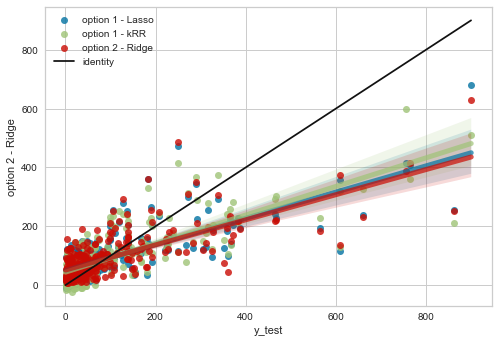 option 1 - Lasso
option 1 - kRR
option 2 - Ridge
identity
800
600
400
200
0
option 2 - Ridge
0
200
400
600
800
y_test